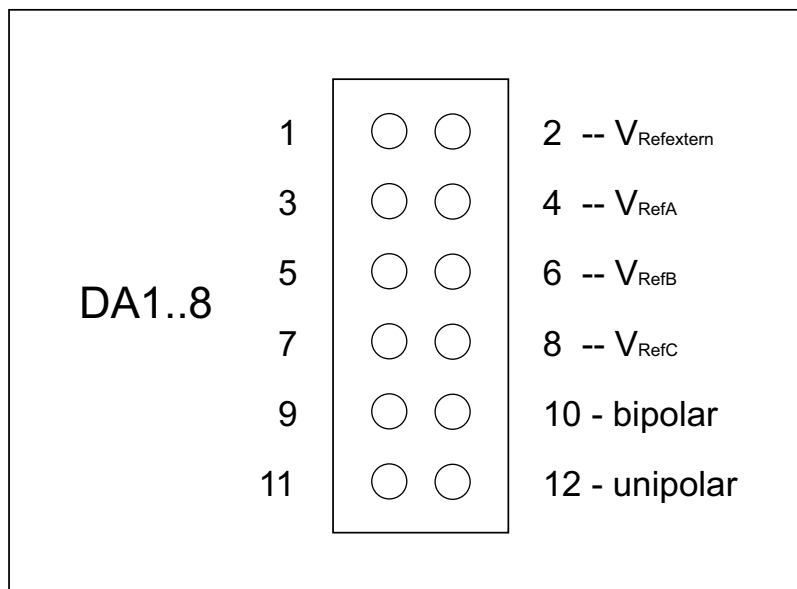 1 2 -- VRefextern
3 4 -- VRefA
5 6 -- VRefB
DA1..8
7 8 -- VRefC
9 10 - bipolar
11 12 - unipolar